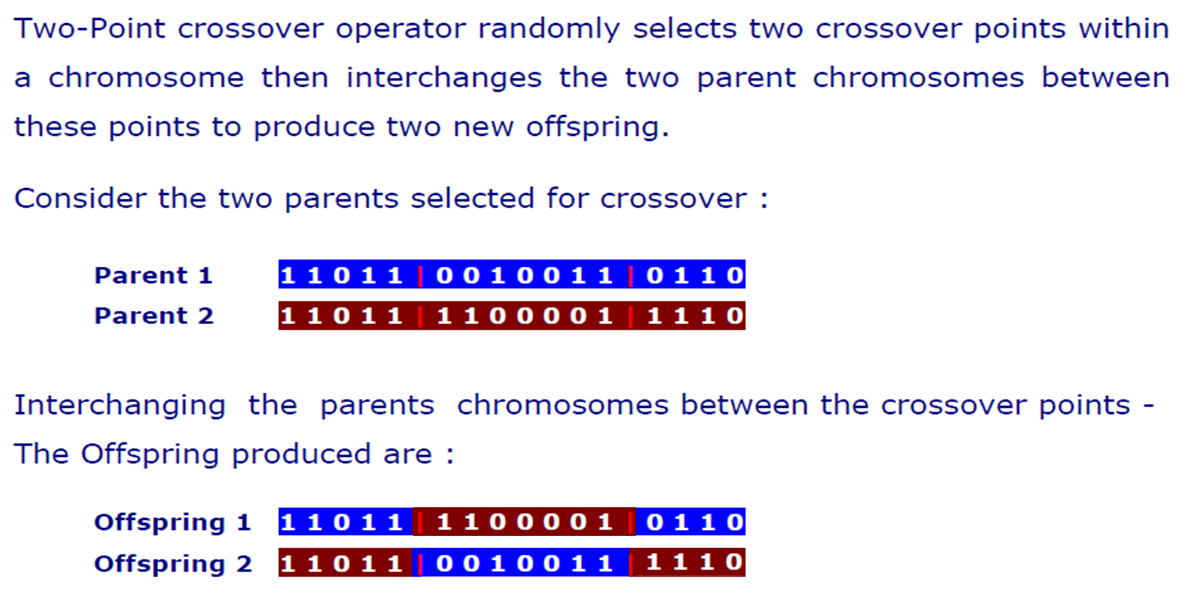 Two-Point crossover operator randomly selects two crossover points within
a chromosome then interchanges the two parent chromosomes between
these points to produce two new offspring.
Consider the two parents selected for crossover :
Parent 1 1 1 0 1 1 | 0 0 1 0 0 1 1 | 0 1 1 0
Parent 2 1 1 0 1 1 | 1 1 0 0 0 0 1 | 1 1 1 0
Interchanging the parents chromosomes between the crossover points -
The Offspring produced are :
Offspring 1 1 1 0 1 1 | 1 1 0 0 0 0 1 | 0 1 1 0
Offspring 2 1 1 0 1 1 | 0 0 1 0 0 1 1 | 1 1 1 0